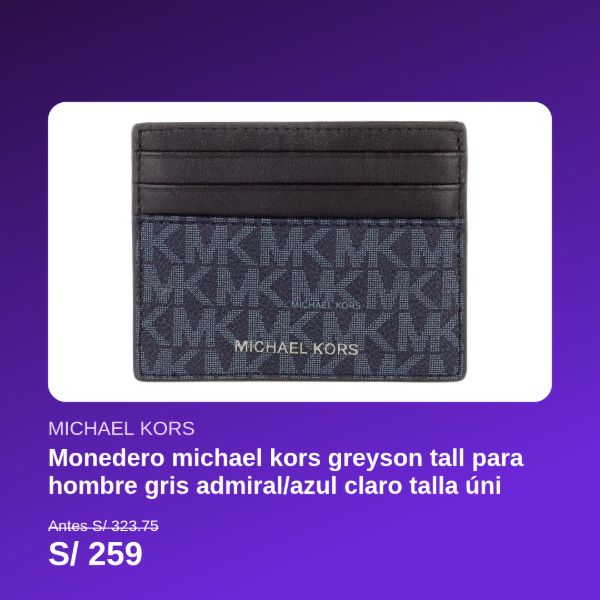 MICHAEL KORS
MICHAEL KORS
MICHAEL KORS
Monedero michael kors greyson tall para
hombre gris admiral/azul claro talla úni
Antes S/ 323.75
S/ 259